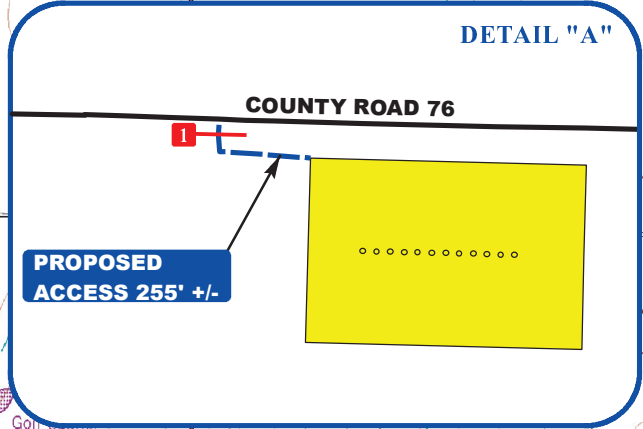 DETAIL "A"
COUNTY ROAD 76
1
PROPOSED
ACCESS 255' +/-